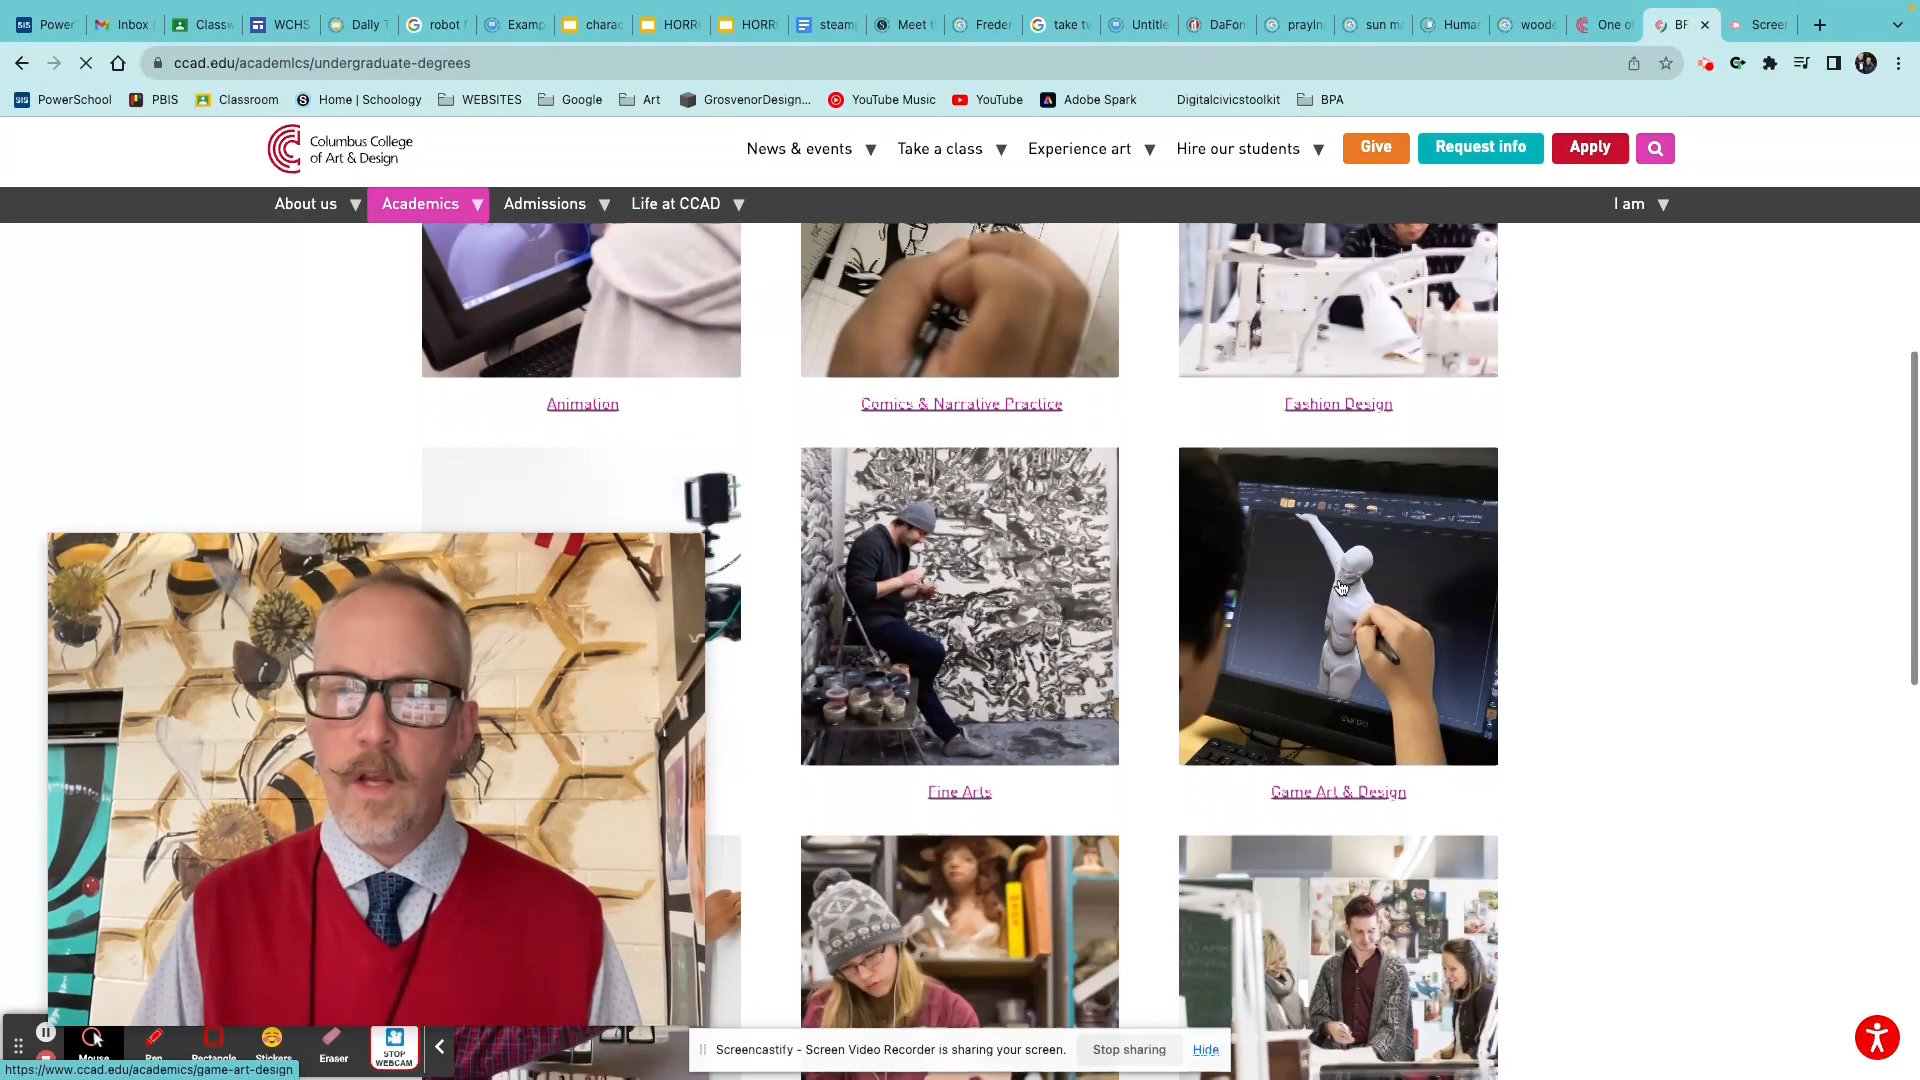 Power
Inbox
Classw
WCHS
Daily T
robot f
Examp
charac
HORR
HORR
steam
Meet t
Freder
take tv
Untitle
DaFon
prayin
sun ma
Human
woode
One of
BF
Screen
ccad.edu/academics/undergraduate-degrees
PowerSchool
PBIS
Classroom
Home | Schoology
WEBSITES
Google
Art
GrosvenorDesign...
YouTube Music
YouTube
Adobe Spark
Digitalcivicstoolkit
BPA
Columbus College
of Art & Design
News & events
Take a class
Experience art
Hire our students
Give
Request info
Apply
About us
Academics
Admissions
Life at CCAD
I am
Animation
Comics & Narrative Practice
Fashion Design
Fine Arts
Game Art & Design
Mouse
Pen
Rectangle
Stickers
Eraser
STOP
WEBCAM
Screencastify - Screen Video Recorder is sharing your screen.
Stop sharing
Hide
https://www.ccad.edu/academics/game-art-design